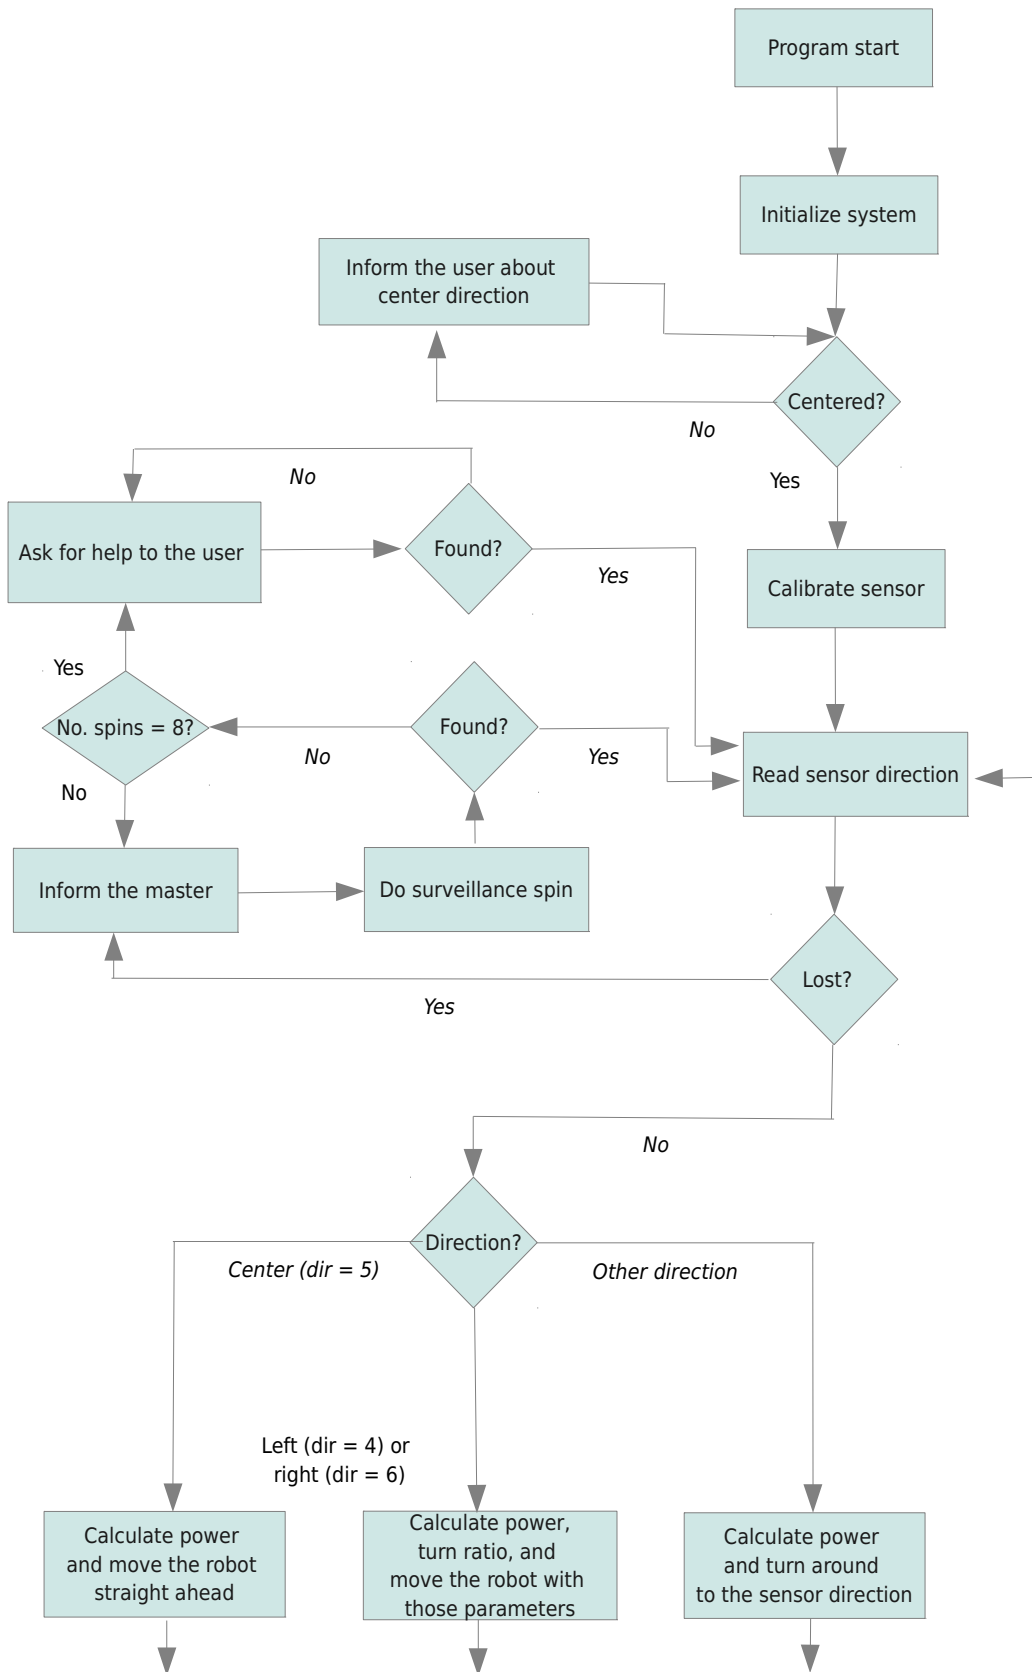 Program start
Initialize system
Inform the user about
center direction
Centered?
No
Yes
No
Ask for help to the user
Found?
Yes
Calibrate sensor
Yes
No. spins = 8?
No
Found?
Yes
Read sensor direction
No
Inform the master
Do surveillance spin
Lost?
Yes
No
Direction?
Center (dir = 5)
Other direction
Left (dir = 4) or
right (dir = 6)
Calculate power
and move the robot
straight ahead
Calculate power,
turn ratio, and
move the robot with
those parameters
Calculate power
and turn around
to the sensor direction